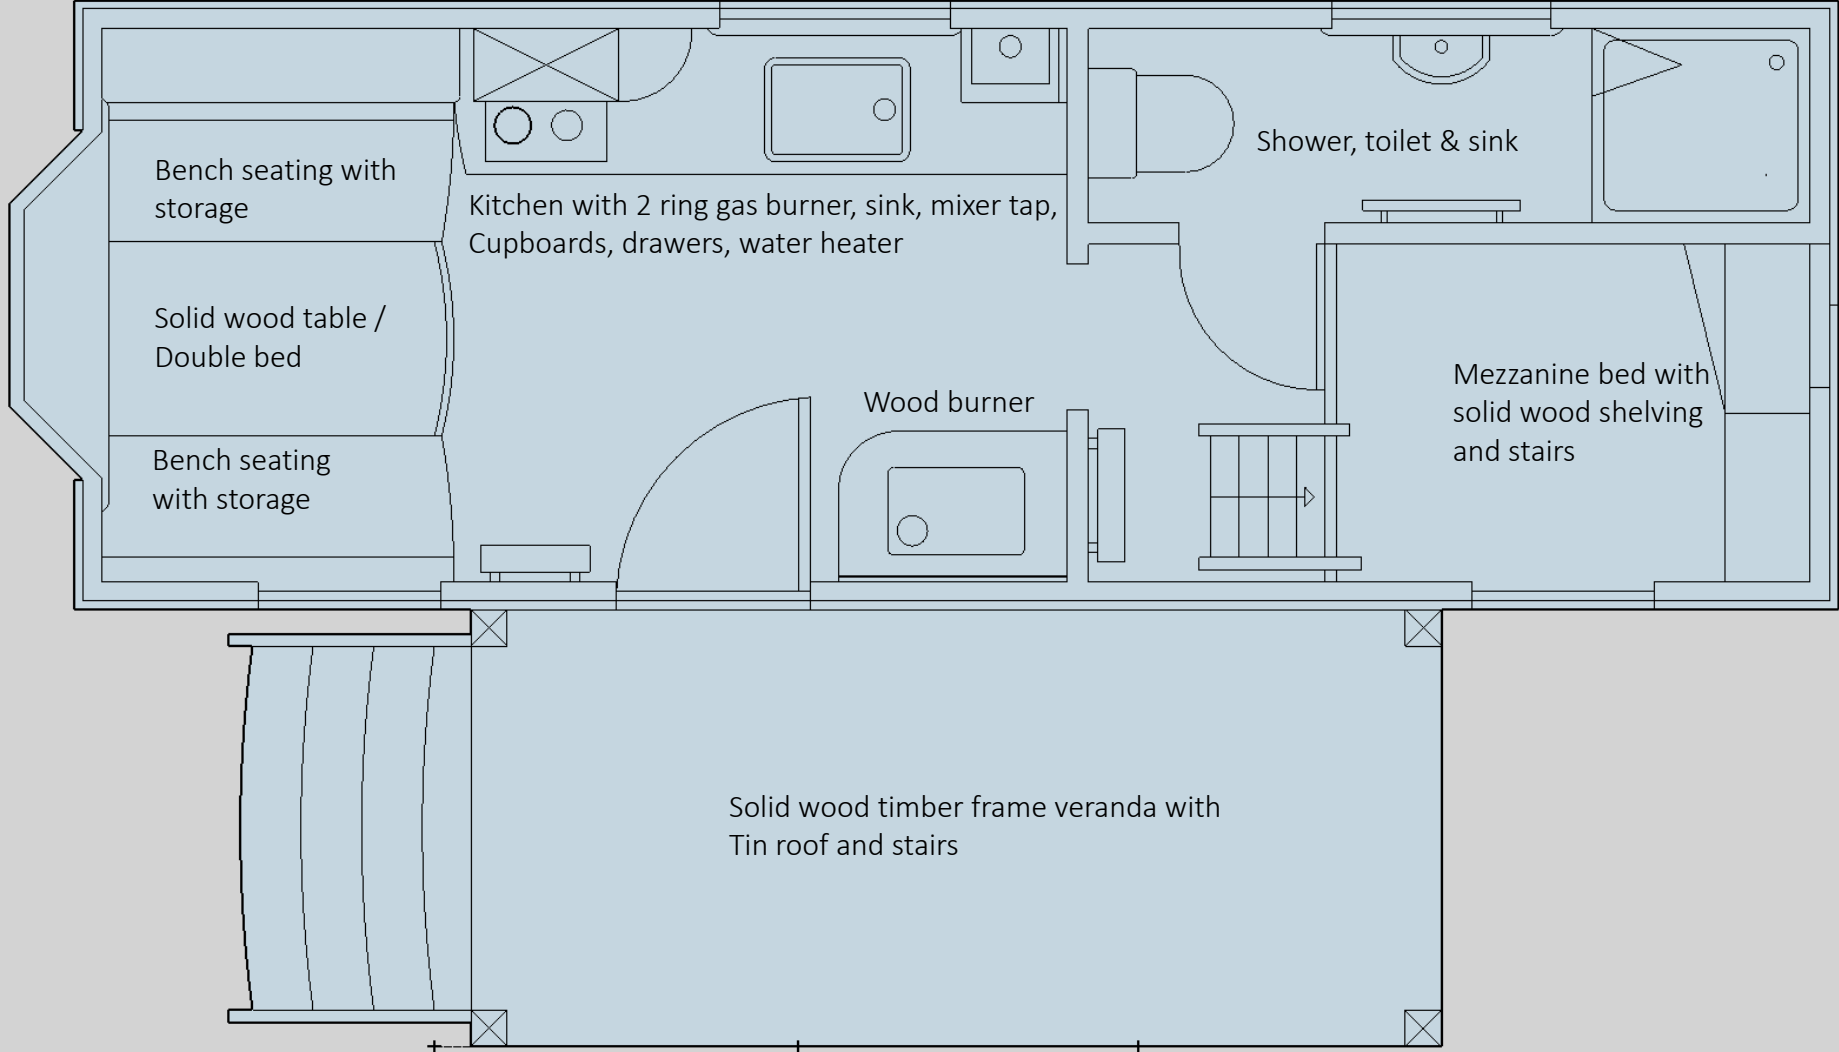 Bench seating with
storage
Kitchen with 2 ring gas burner, sink, mixer tap,
Cupboards, drawers, water heater
Shower, toilet & sink
Solid wood table /
Double bed
Wood burner
Mezzanine bed with
solid wood shelving
and stairs
Bench seating
with storage
Solid wood timber frame veranda with
Tin roof and stairs